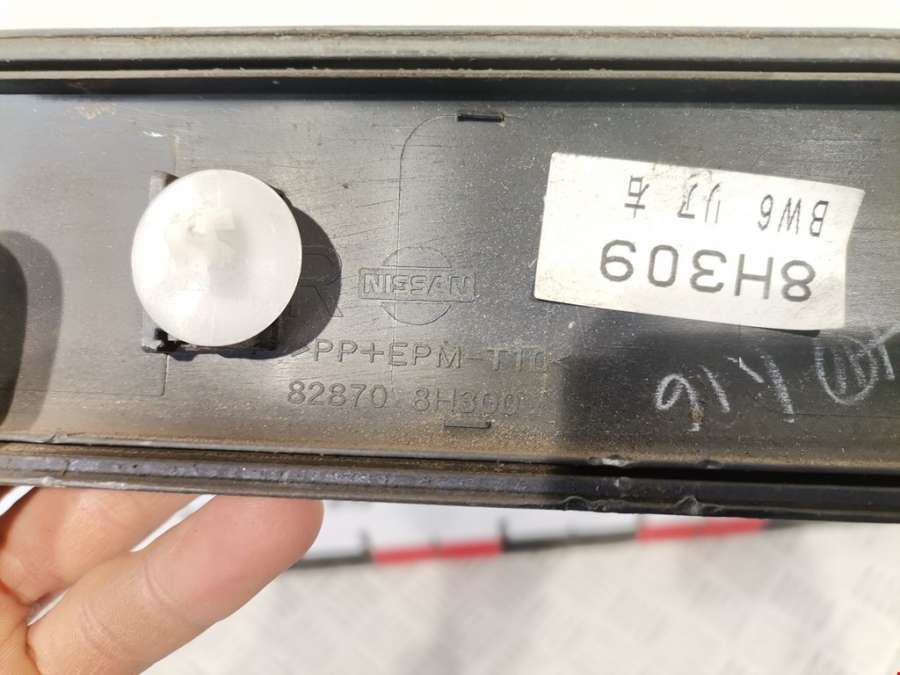 R
NISSAN
>PP+EPM-T10<
82870 8H300
8H309
BW6 リア 右